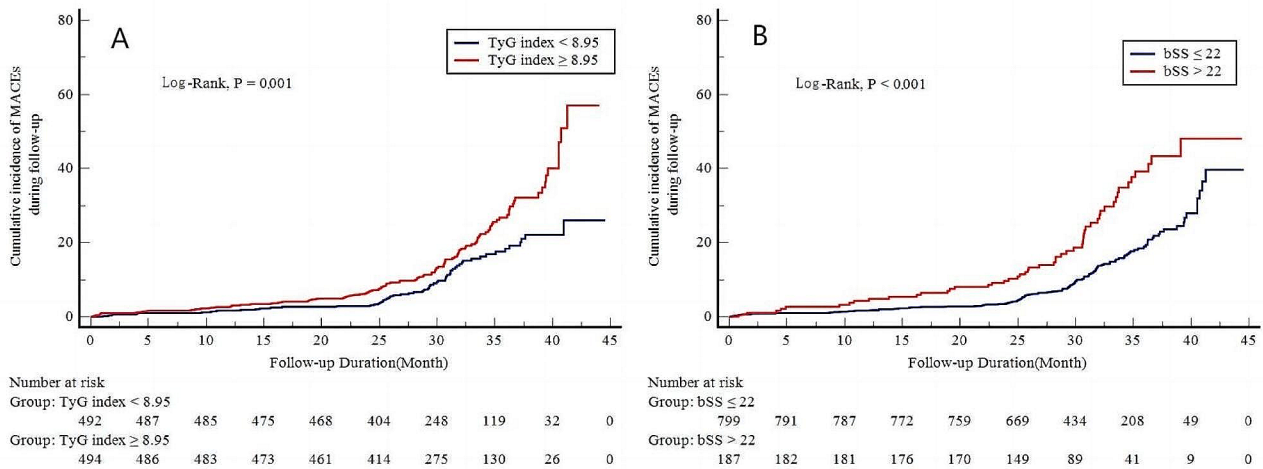 A
TyG index < 8.95
TyG index ≥ 8.95
Log-Rank, P = 0,001
Cumulative incidence of MACEs
during follow-up
80
60
40
20
0
0 5 10 15 20 25 30 35 40 45
Follow-up Duration(Month)
Number at risk
Group: TyG index < 8.95
492 487 485 475 468 404 248 119 32 0
Group: TyG index ≥ 8.95
494 486 483 473 461 414 275 130 26 0
B
bSS ≤ 22
bSS > 22
Log-Rank, P < 0,001
Cumulative incidence of MACEs
during follow-up
80
60
40
20
0
0 5 10 15 20 25 30 35 40 45
Follow-up Duration(Month)
Number at risk
Group: bSS ≤ 22
799 791 787 772 759 669 434 208 49 0
Group: bSS > 22
187 182 181 176 170 149 89 41 9 0